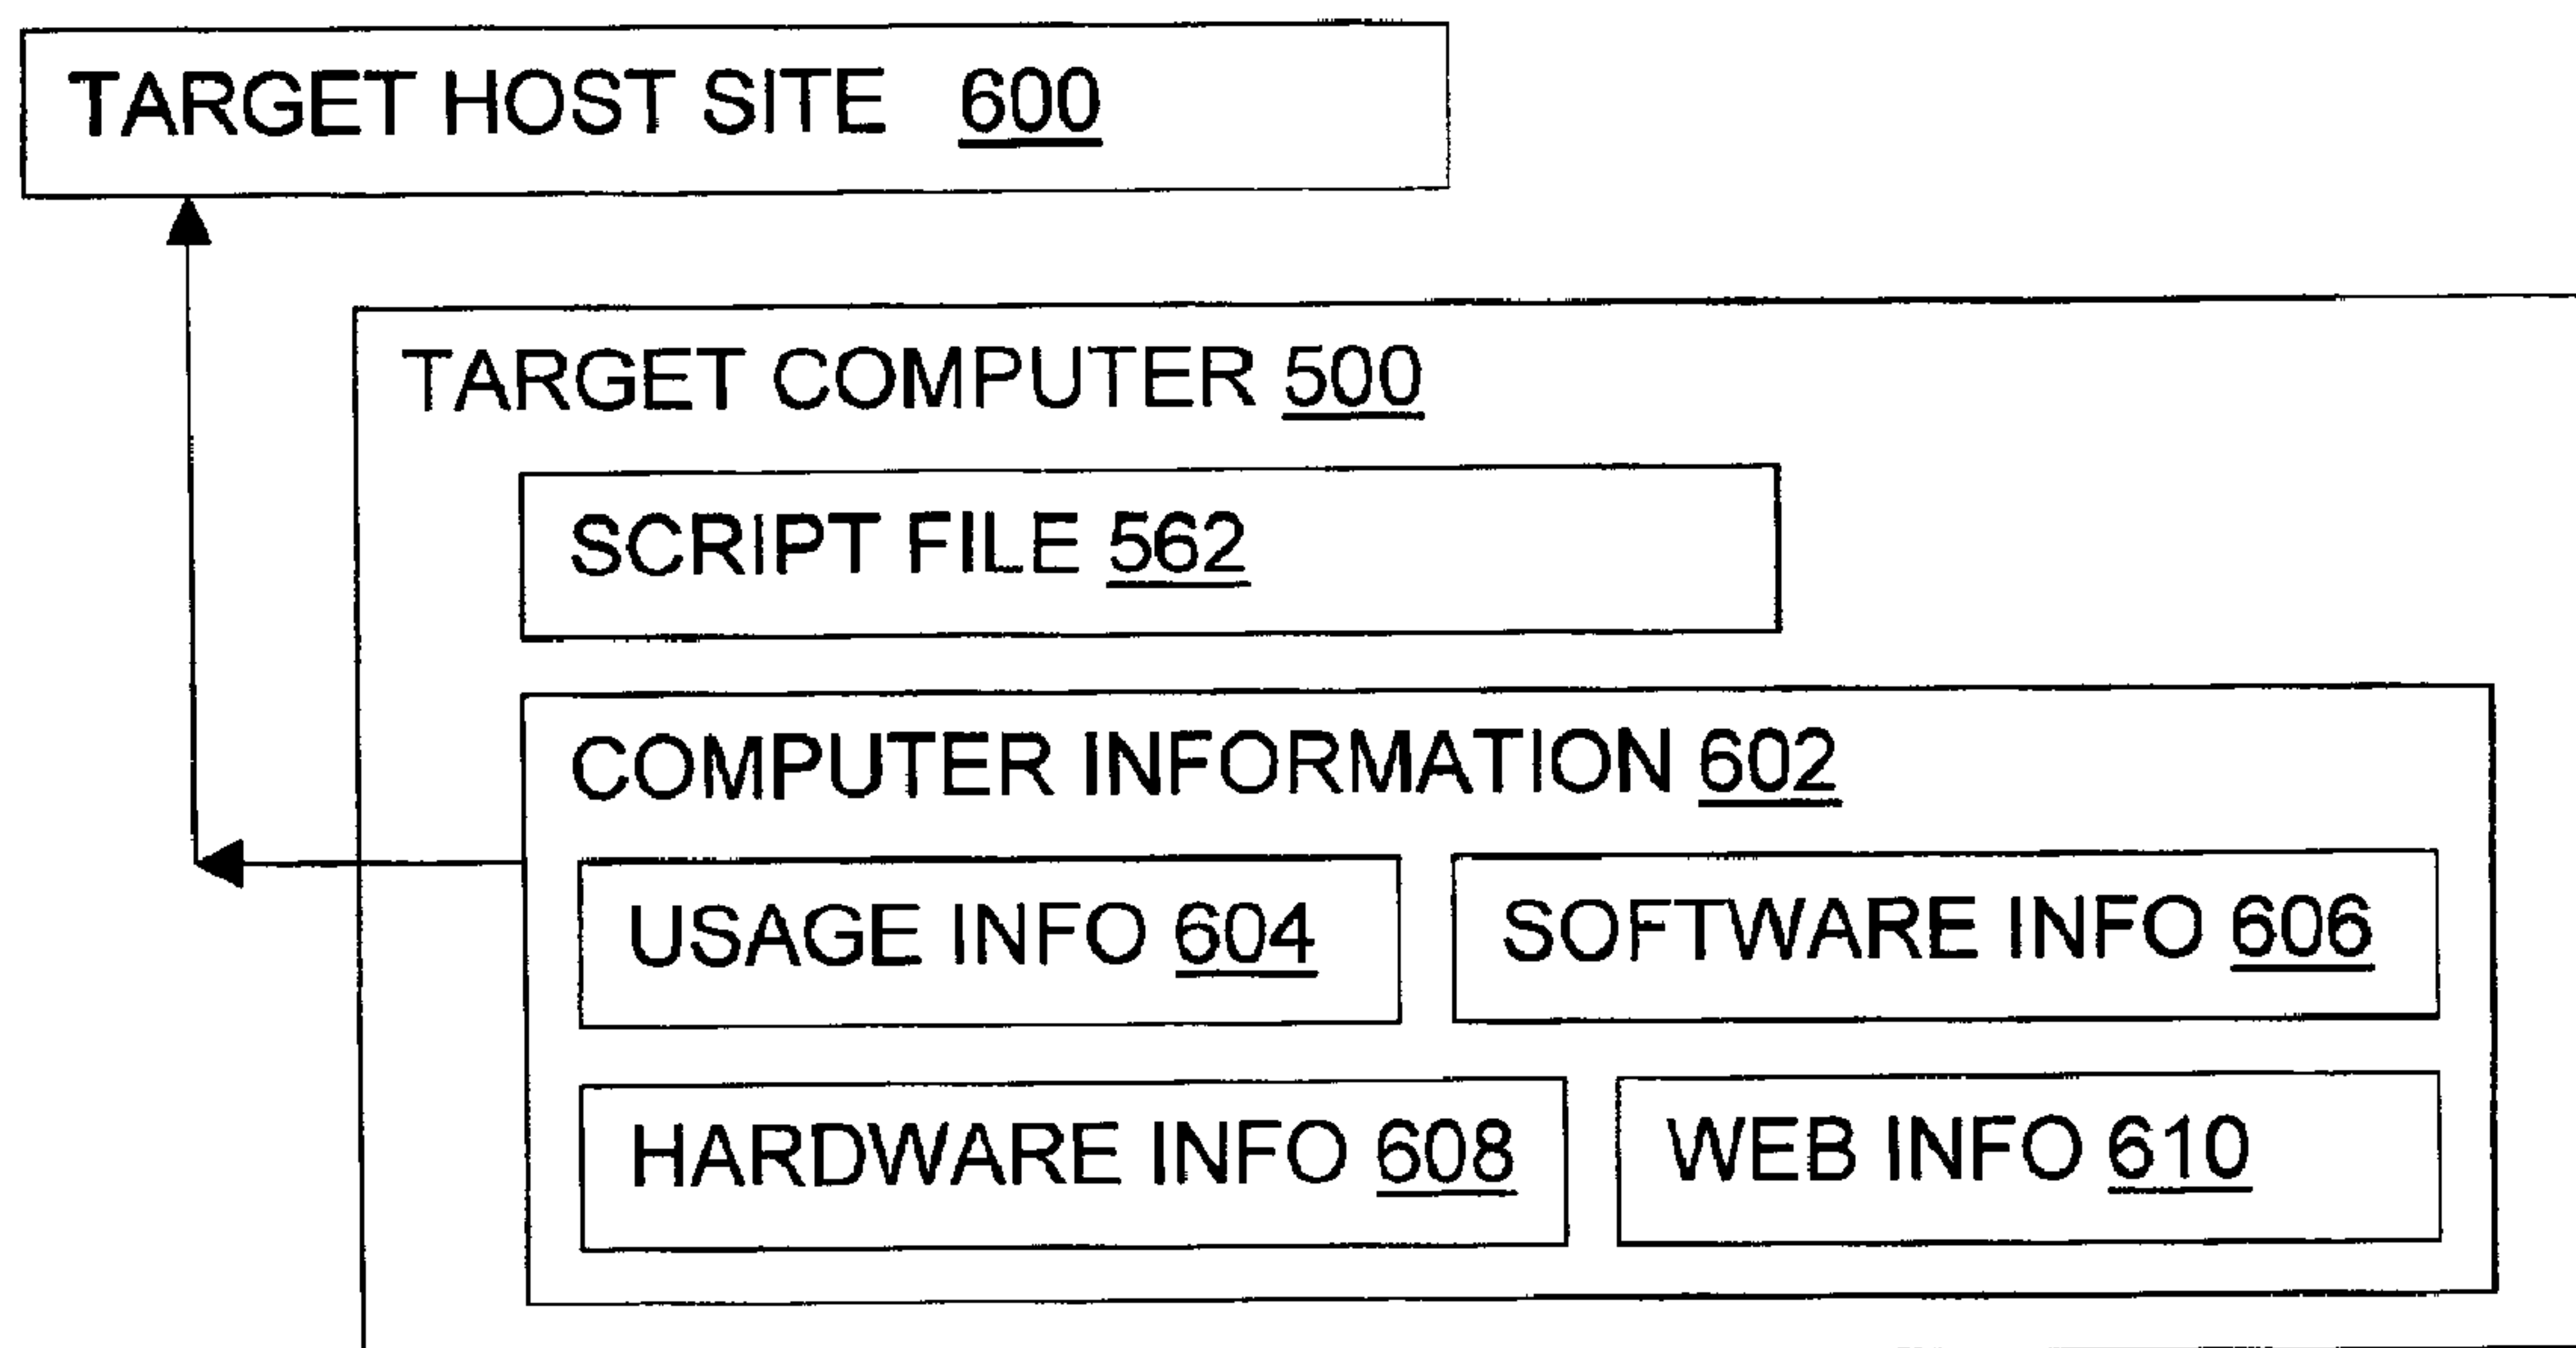 TARGET HOST SITE 600
TARGET COMPUTER 500
SCRIPT FILE 562
COMPUTER INFORMATION 602
USAGE INFO 604
SOFTWARE INFO 606
HARDWARE INFO 608
WEB INFO 610